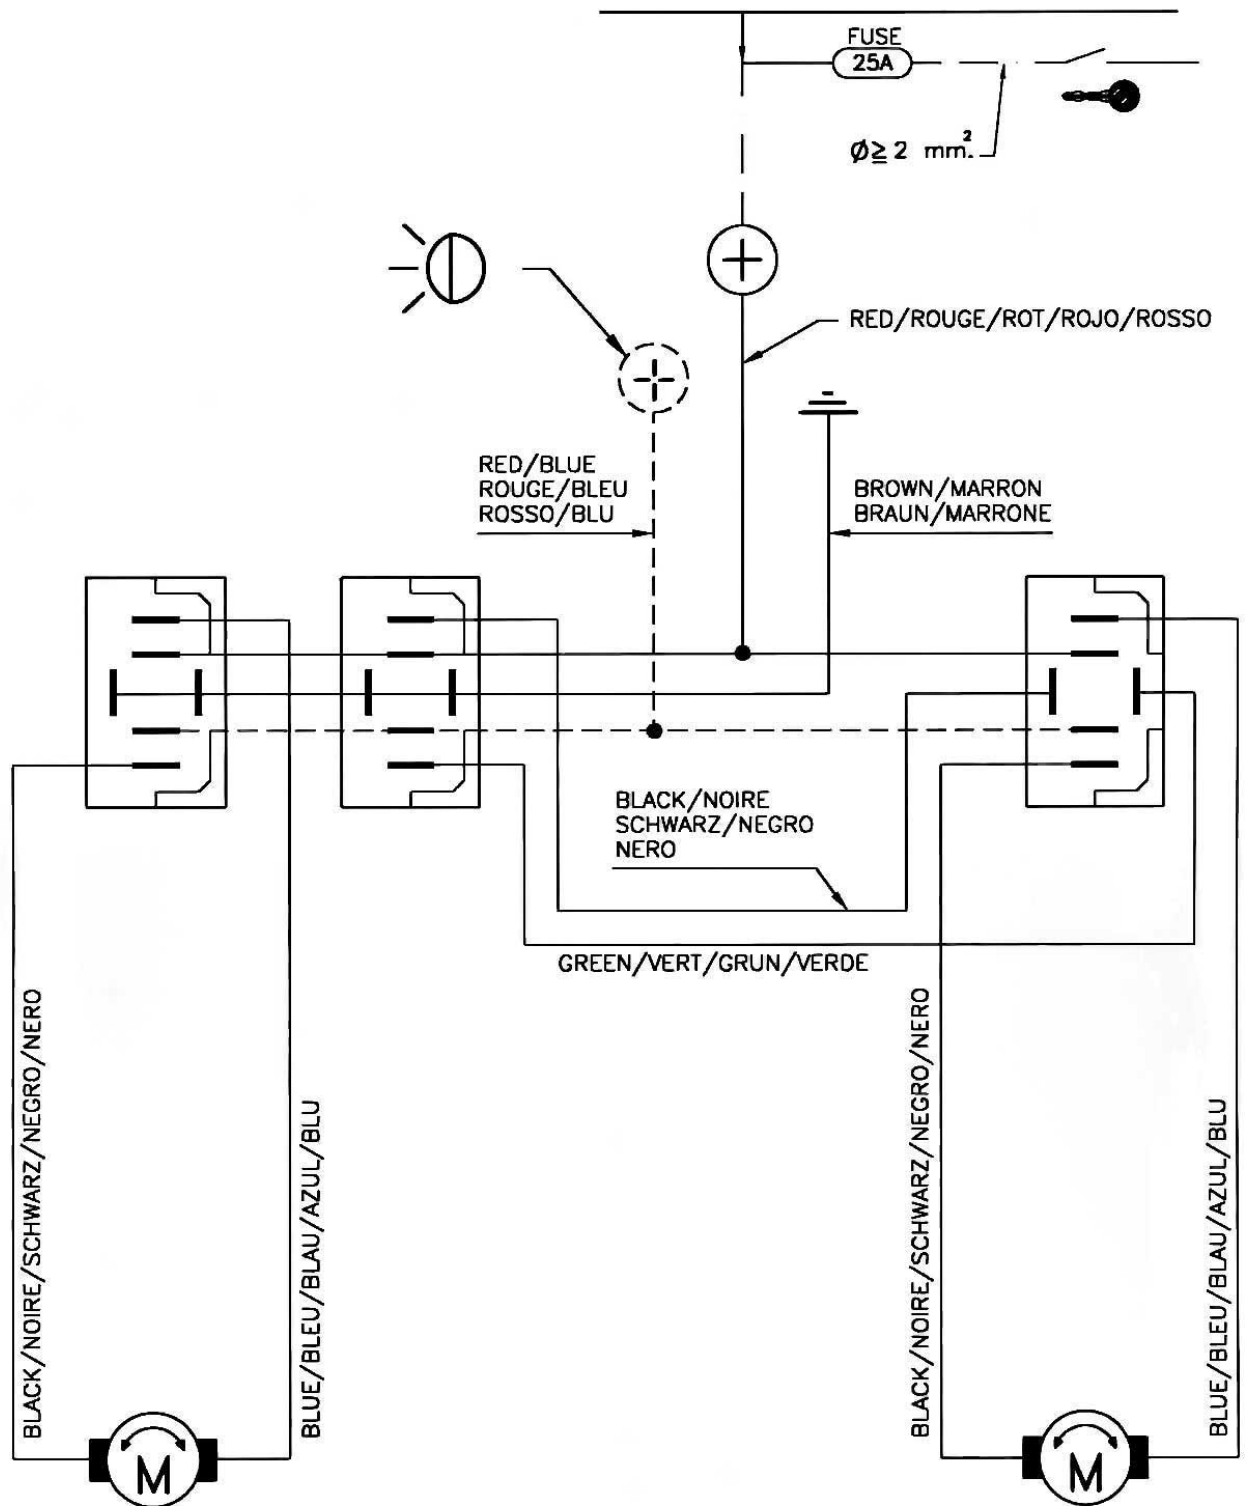 FUSE
25A
Ø≧ 2 mm.²
RED/ROUGE/ROT/ROJO/ROSSO
RED/BLUE
ROUGE/BLEU
ROSSO/BLU
BROWN/MARRON
BRAUN/MARRONE
BLACK/NOIRE
SCHWARZ/NEGRO
NERO
GREEN/VERT/GRUN/VERDE
BLACK/NOIRE/SCHWARZ/NEGRO/NERO
BLUE/BLEU/BLAU/AZUL/BLU
BLACK/NOIRE/SCHWARZ/NEGRO/NERO
BLUE/BLEU/BLAU/AZUL/BLU
M
M